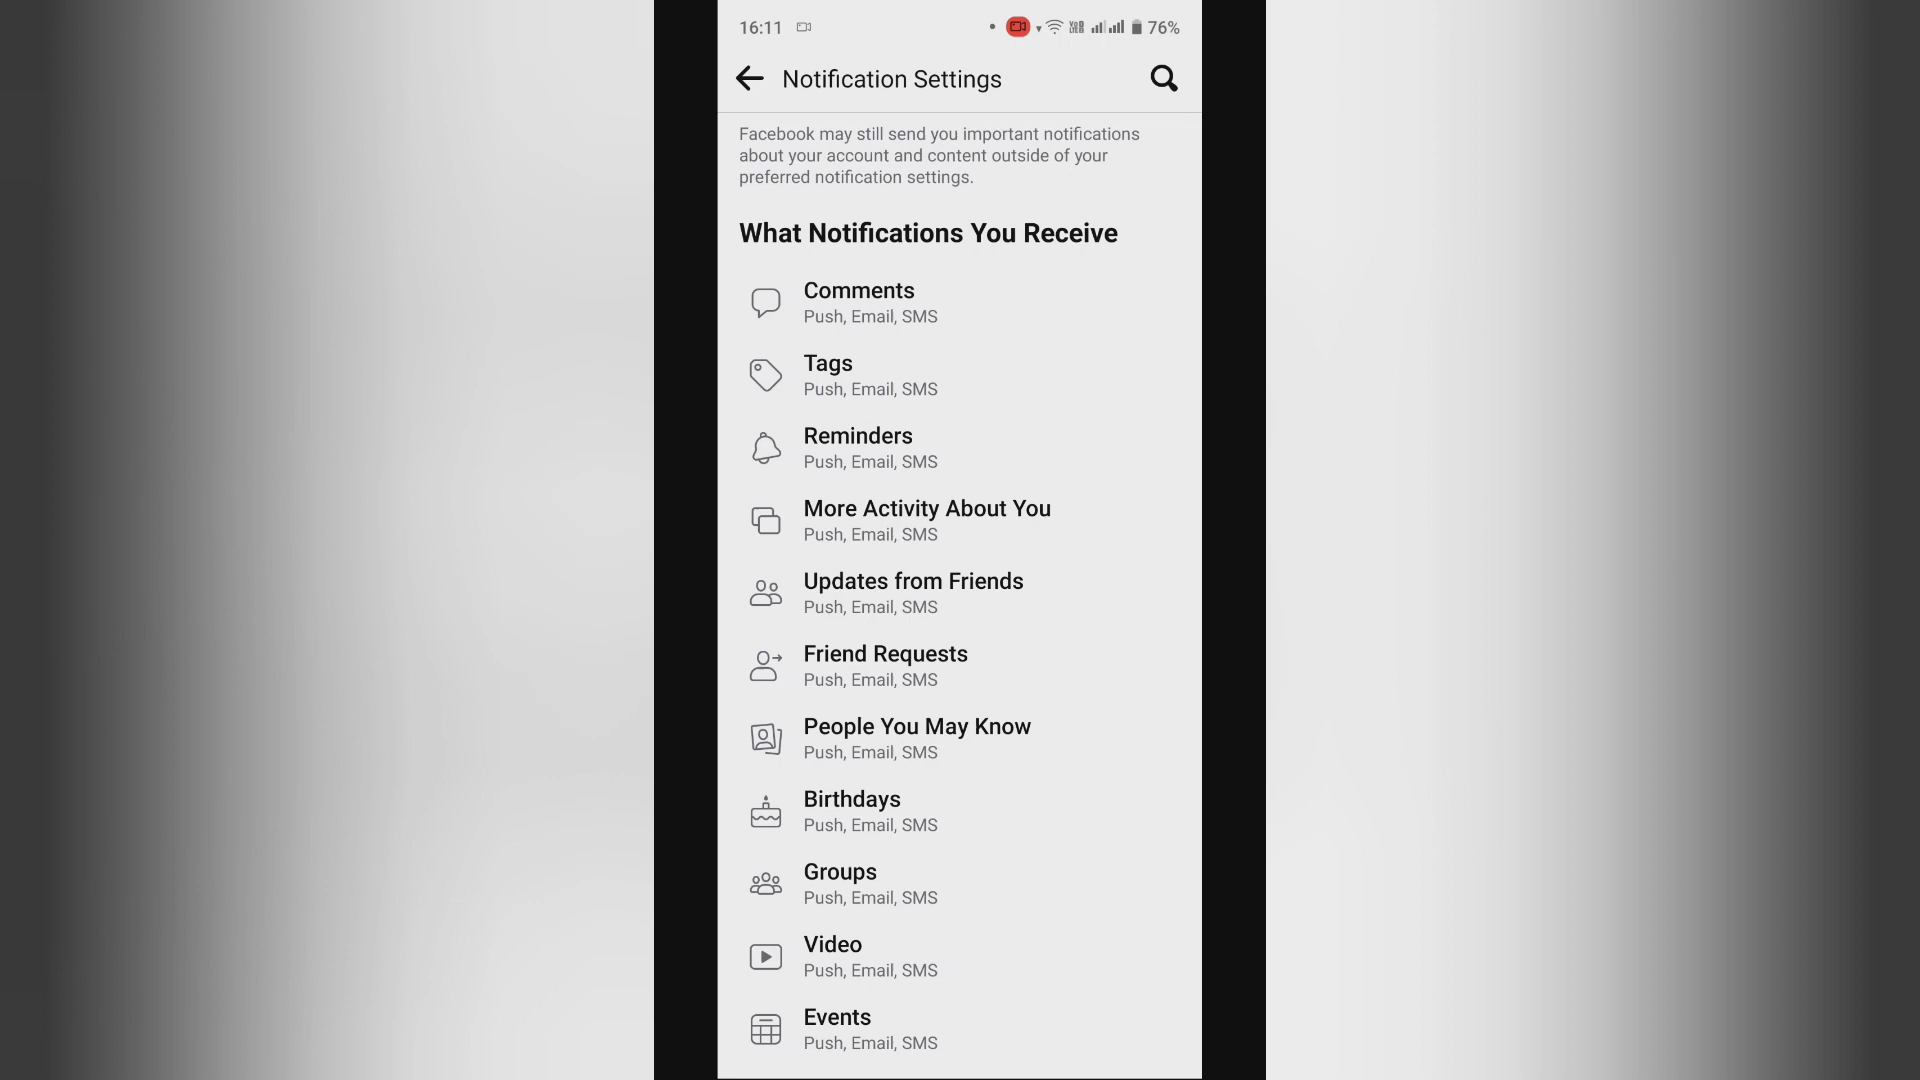 16:11
76%
Notification Settings
Facebook may still send you important notifications
about your account and content outside of your
preferred notification settings.
What Notifications You Receive
Comments
Push, Email, SMS
Tags
Push, Email, SMS
Reminders
Push, Email, SMS
More Activity About You
Push, Email, SMS
Updates from Friends
Push, Email, SMS
Friend Requests
Push, Email, SMS
People You May Know
Push, Email, SMS
Birthdays
Push, Email, SMS
Groups
Push, Email, SMS
Video
Push, Email, SMS
Events
Push, Email, SMS